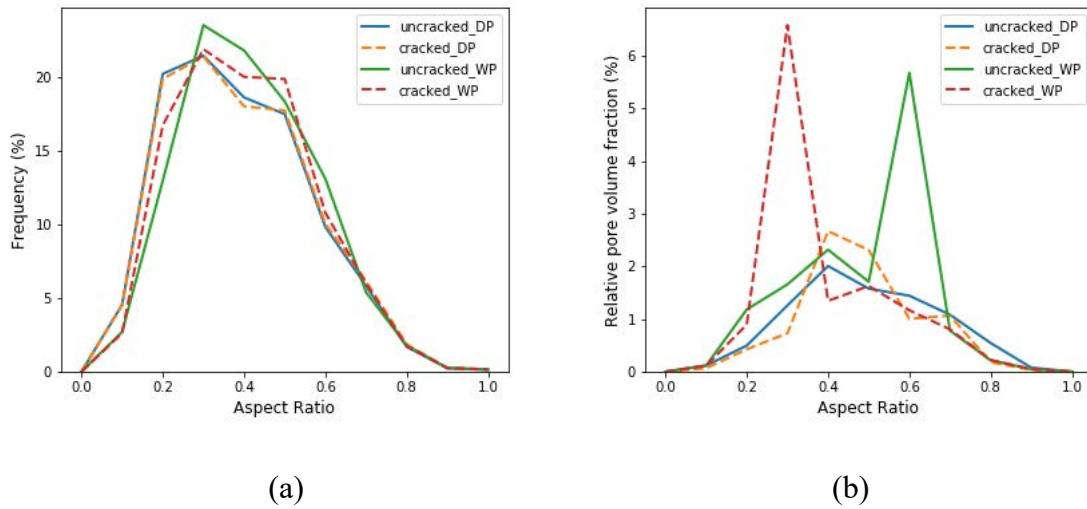 uncracked_DP
cracked_DP
uncracked_WP
cracked_WP
20
15
10
5
0
Frequency (%)
0.0 0.2 0.4 0.6 0.8 1.0
Aspect Ratio
(a)
uncracked_DP
cracked_DP
uncracked_WP
cracked_WP
6
5
4
3
2
1
0
Relative pore volume fraction (%)
0.0 0.2 0.4 0.6 0.8 1.0
Aspect Ratio
(b)